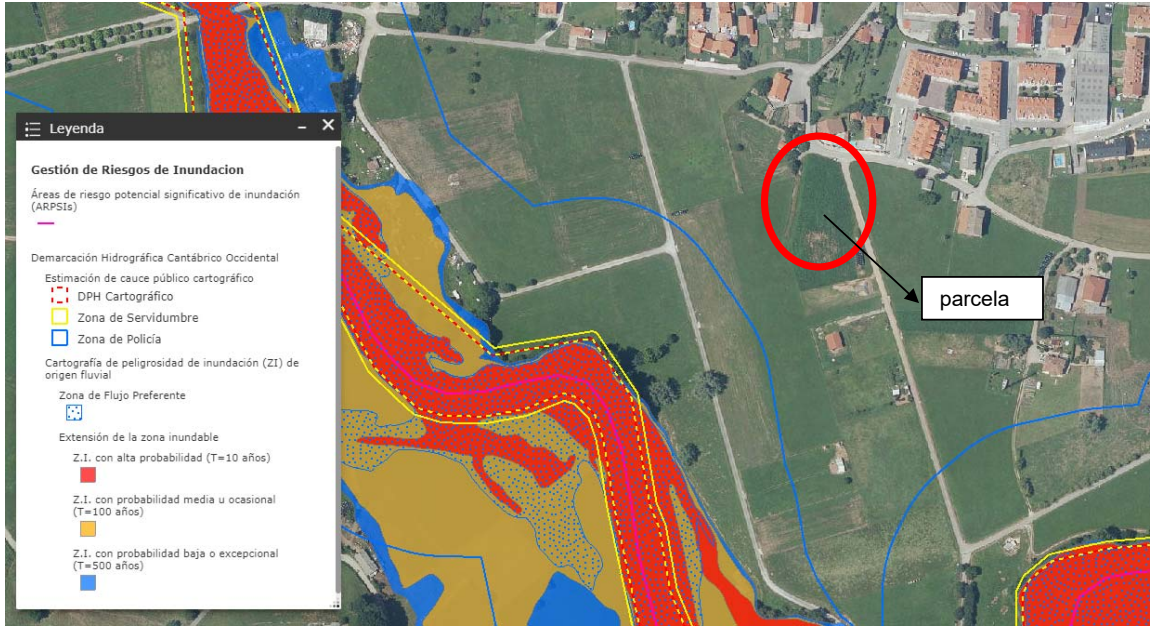 Leyenda
Gestión de Riesgos de Inundacion
Áreas de riesgo potencial significativo de inundación
(ARPSIs)
Demarcación Hidrográfica Cantábrico Occidental
Estimación de cauce público cartográfico
DPH Cartográfico
Zona de Servidumbre
Zona de Policía
Cartografía de peligrosidad de inundación (ZI) de
origen fluvial
Zona de Flujo Preferente
Extensión de la zona inundable
Z.I. con alta probabilidad (T=10 años)
Z.I. con probabilidad media u ocasional
(T=100 años)
Z.I. con probabilidad baja o excepcional
(T=500 años)
parcela